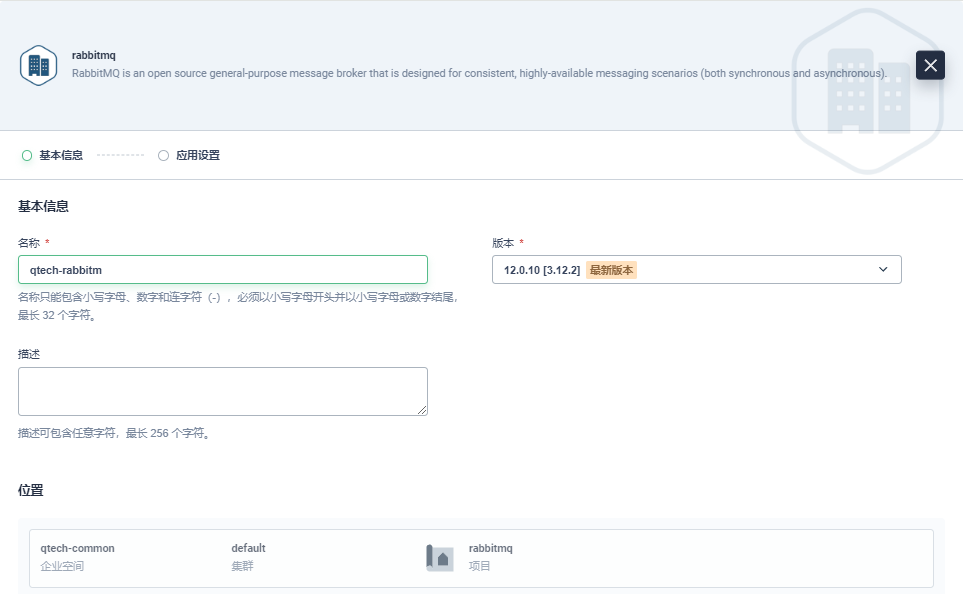 rabbitmq
RabbitMQ is an open source general-purpose message broker that is designed for consistent, highly-available messaging scenarios (both synchronous and asynchronous).
基本信息 应用设置
基本信息
名称 * 版本 *
qtech-rabbitm 12.0.10 [3.12.2] 最新版本
名称只能包含小写字母、数字和连字符（-），必须以小写字母开头并以小写字母或数字结尾，
最长 32 个字符。
描述
描述可包含任意字符，最长 256 个字符。
位置
qtech-common default rabbitmq
企业空间 集群 项目